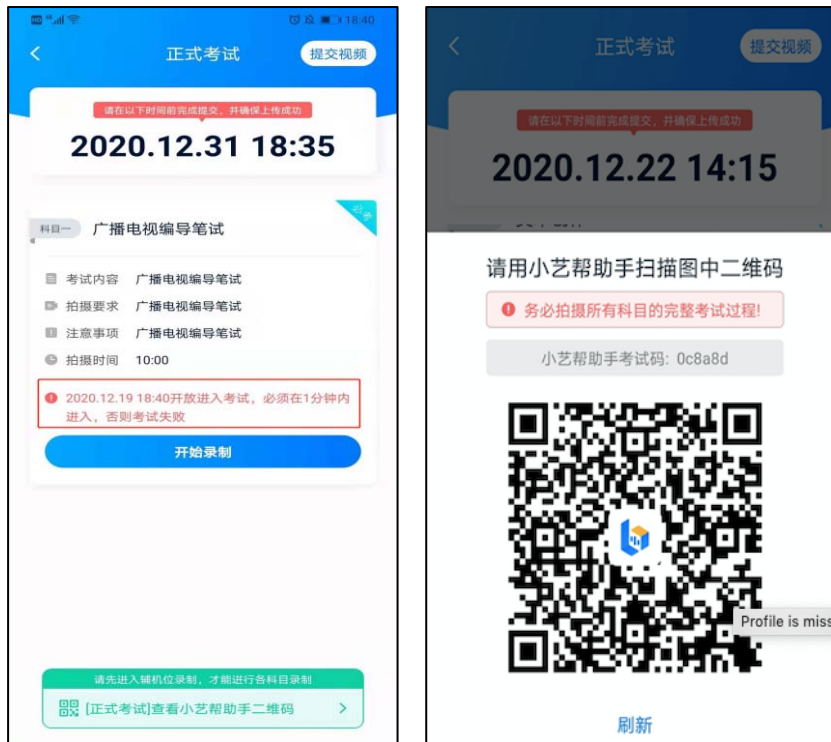 HD 18:40
正式考试
提交视频
请在以下时间前完成提交，并确保上传成功
2020.12.31 18:35
必考
科目一 广播电视编导笔试
考试内容 广播电视编导笔试
拍摄要求 广播电视编导笔试
注意事项 广播电视编导笔试
拍摄时间 10:00
2020.12.19 18:40开放进入考试，必须在1分钟内
进入，否则考试失败
开始录制
请先进入辅机位录制，才能进行各科目录制
[正式考试]查看小艺帮助手二维码
正式考试
提交视频
请在以下时间前完成提交，并确保上传成功
2020.12.22 14:15
请用小艺帮助手扫描图中二维码
务必拍摄所有科目的完整考试过程!
小艺帮助手考试码: 0c8a8d
Profile is miss
刷新